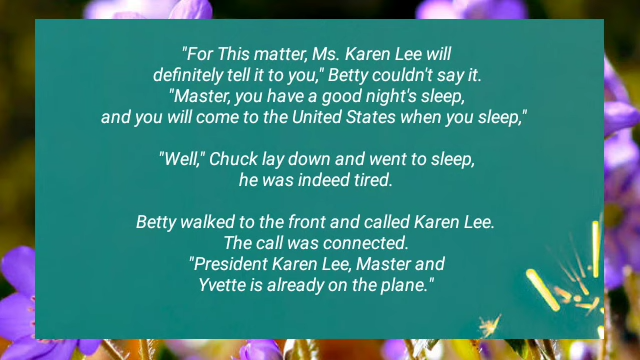 "For This matter, Ms. Karen Lee will
definitely tell it to you," Betty couldn't say it.
"Master, you have a good night's sleep,
and you will come to the United States when you sleep,"
"Well," Chuck lay down and went to sleep,
he was indeed tired.
Betty walked to the front and called Karen Lee.
The call was connected.
"President Karen Lee, Master and
Yvette is already on the plane."